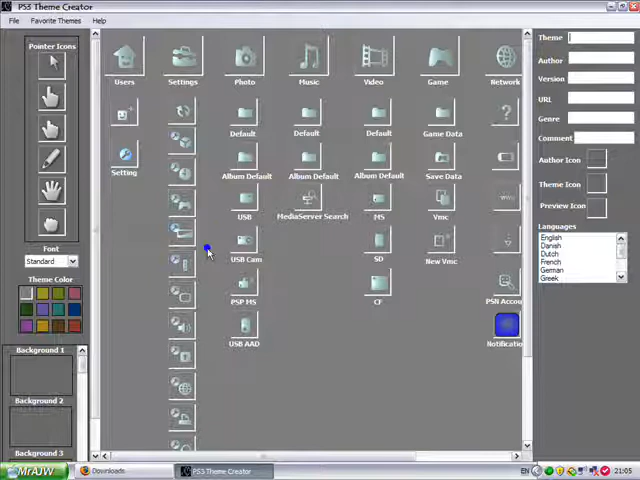 PS3 Theme Creator
File Favorite Themes Help
Pointer Icons
Font
Standard
Theme Color
Background 1
Background 2
Background 3
Users Settings Photo Music Video Game Network
Default Default Default Game Data
Setting Album Default Album Default Album Default Save Data
USB MediaServer Search MS Vmc
USB Cam SD New Vmc
PSP MS CF PSN Accou
USB AAD Notificatio
Theme
Author
Version
URL
Genre
Comment
Author Icon
Theme Icon
Preview Icon
Languages
English
Danish
Dutch
French
German
Greek
MrAJW Downloads PS3 Theme Creator EN 21:05